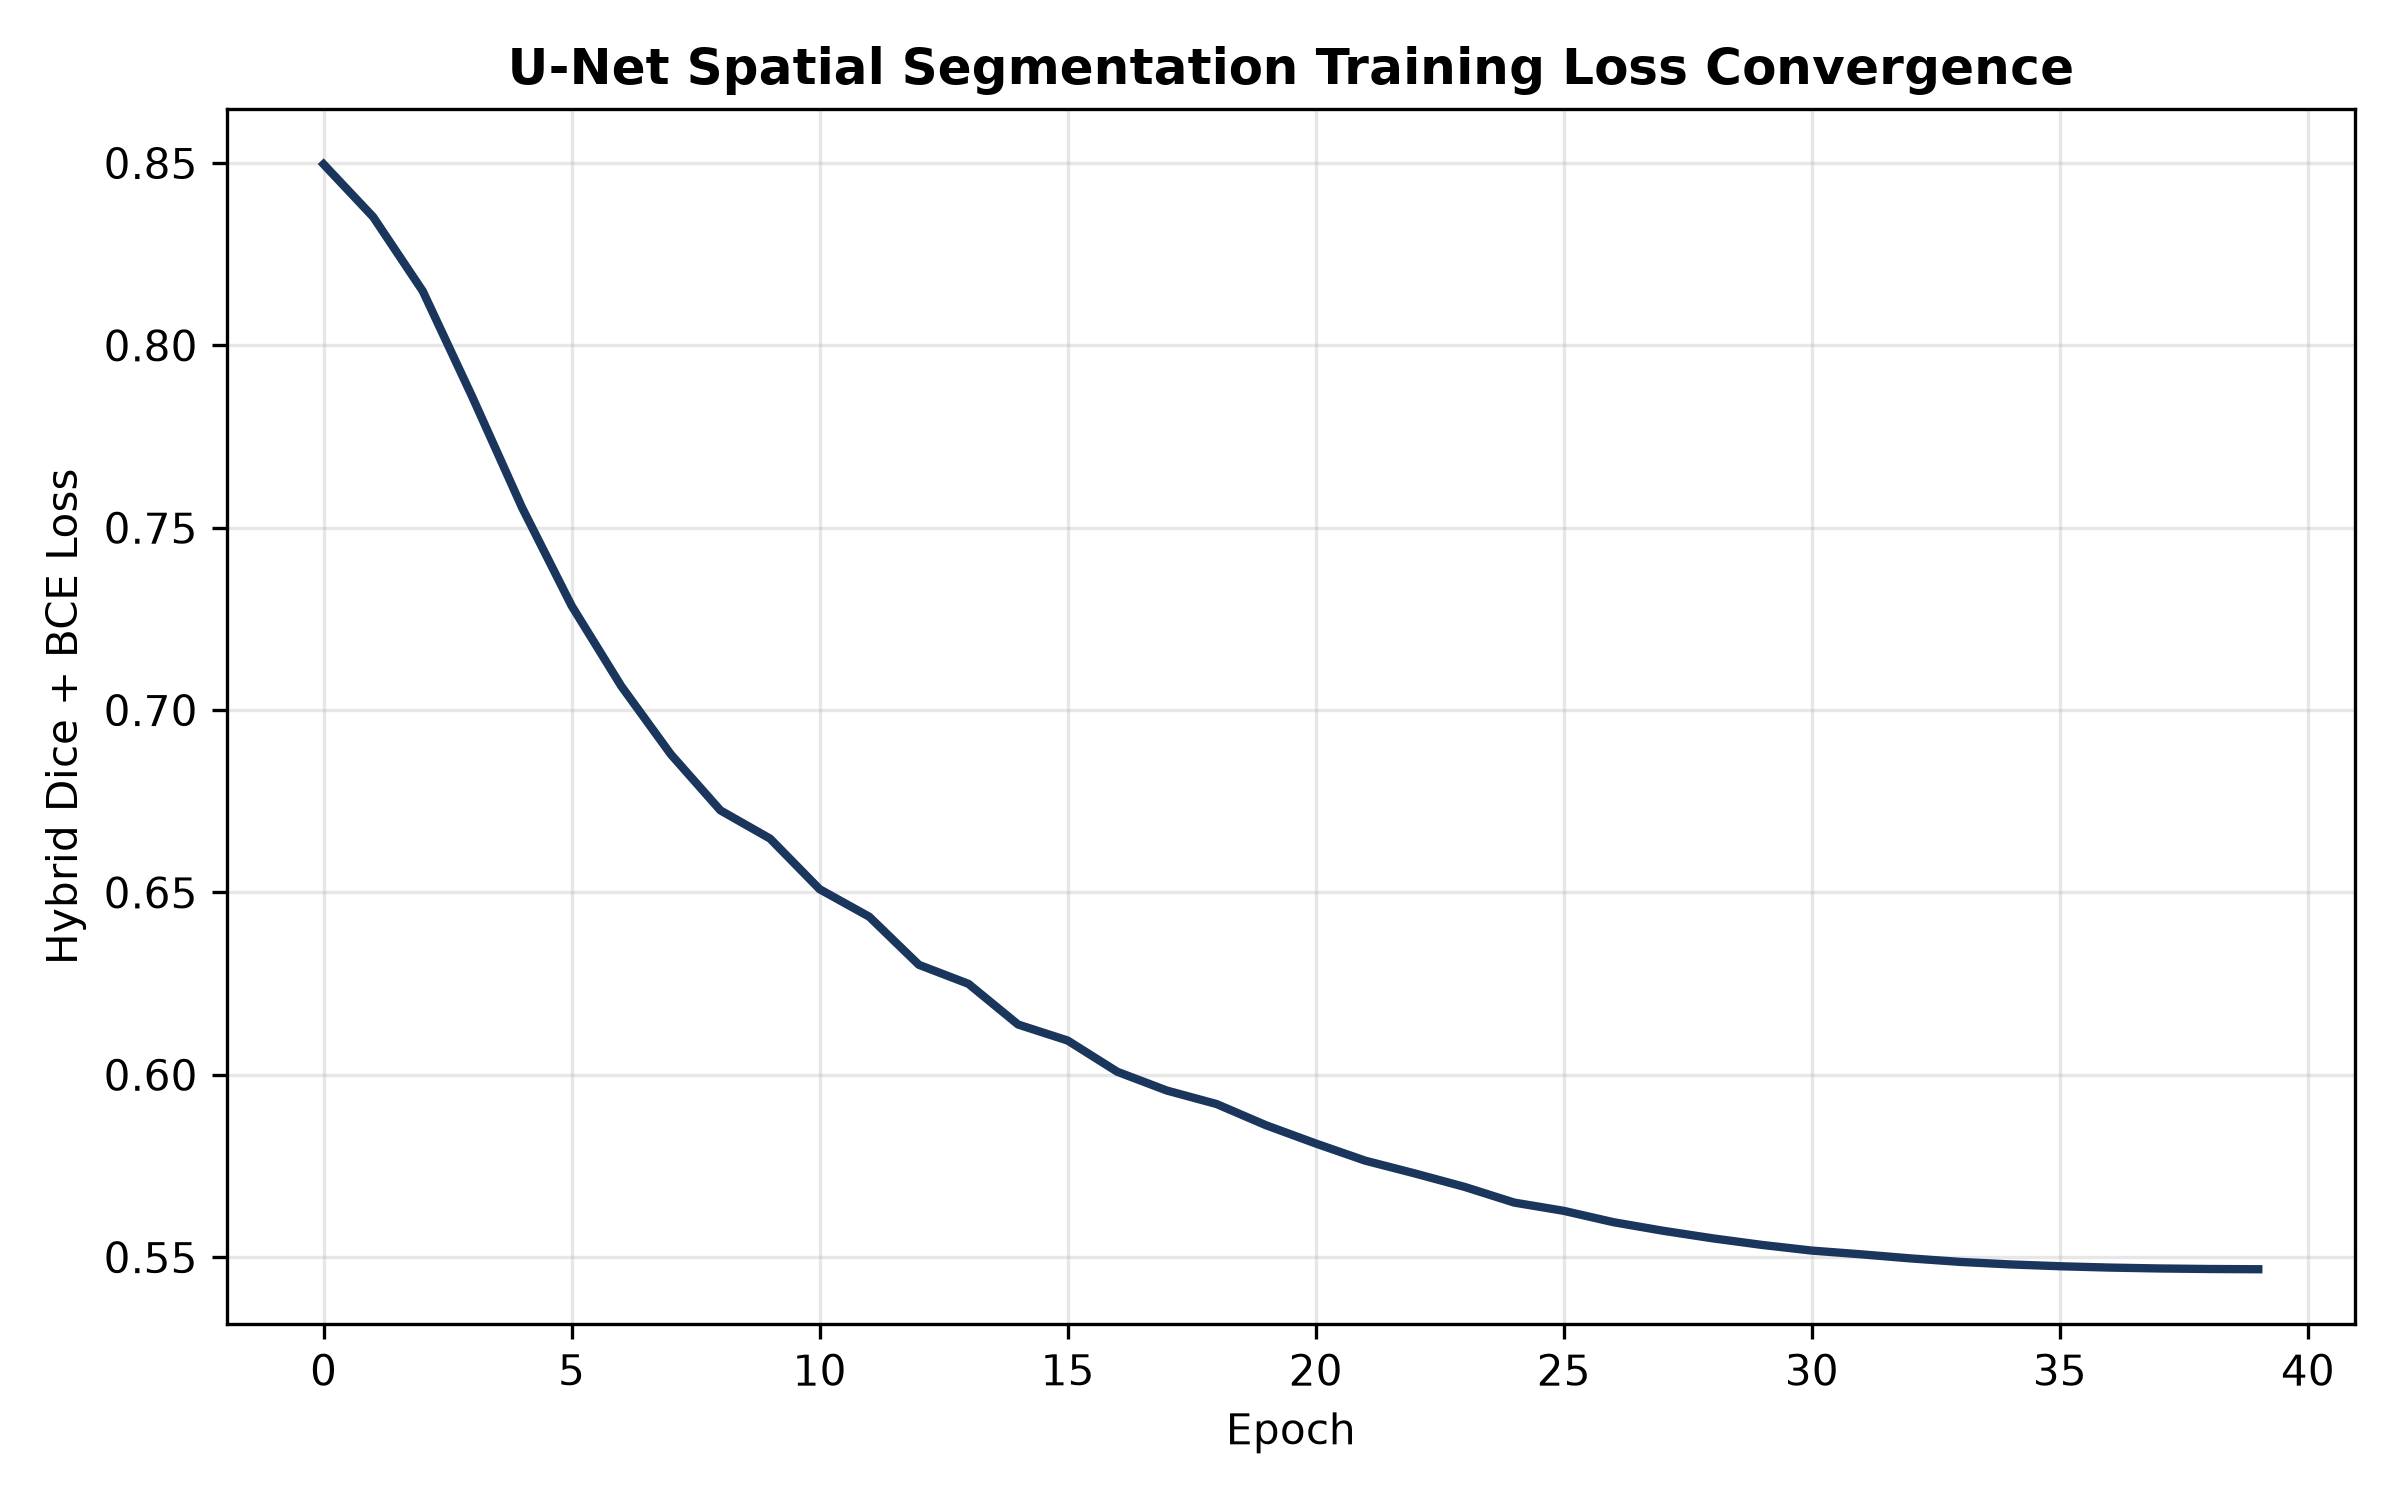 U-Net Spatial Segmentation Training Loss Convergence
Hybrid Dice + BCE Loss
0.85
0.80
0.75
0.70
0.65
0.60
0.55
0 5 10 15 20 25 30 35 40
Epoch